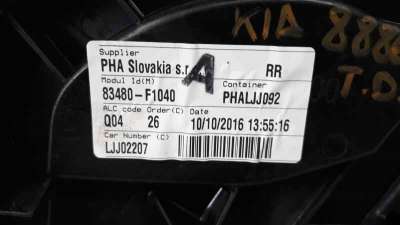 KIA 888
Supplier
PHA Slovakia s.r. A RR
Modul Id(M) Container
83480-F1040 PHALJJ092
ALC code Order(C) Date
Q04 26 10/10/2016 13:55:16
Car Number (C)
LJJ02207
T.D